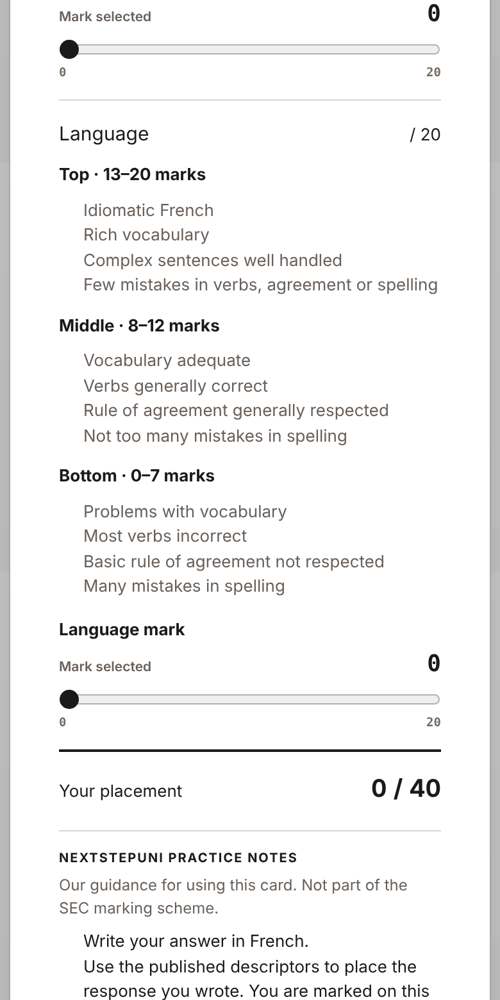 Mark selected 0
0 20
Language / 20
Top · 13–20 marks
Idiomatic French
Rich vocabulary
Complex sentences well handled
Few mistakes in verbs, agreement or spelling
Middle · 8–12 marks
Vocabulary adequate
Verbs generally correct
Rule of agreement generally respected
Not too many mistakes in spelling
Bottom · 0–7 marks
Problems with vocabulary
Most verbs incorrect
Basic rule of agreement not respected
Many mistakes in spelling
Language mark
Mark selected 0
0 20
Your placement 0 / 40
NEXTSTEPUNI PRACTICE NOTES
Our guidance for using this card. Not part of the
SEC marking scheme.
Write your answer in French.
Use the published descriptors to place the
response you wrote. You are marked on this